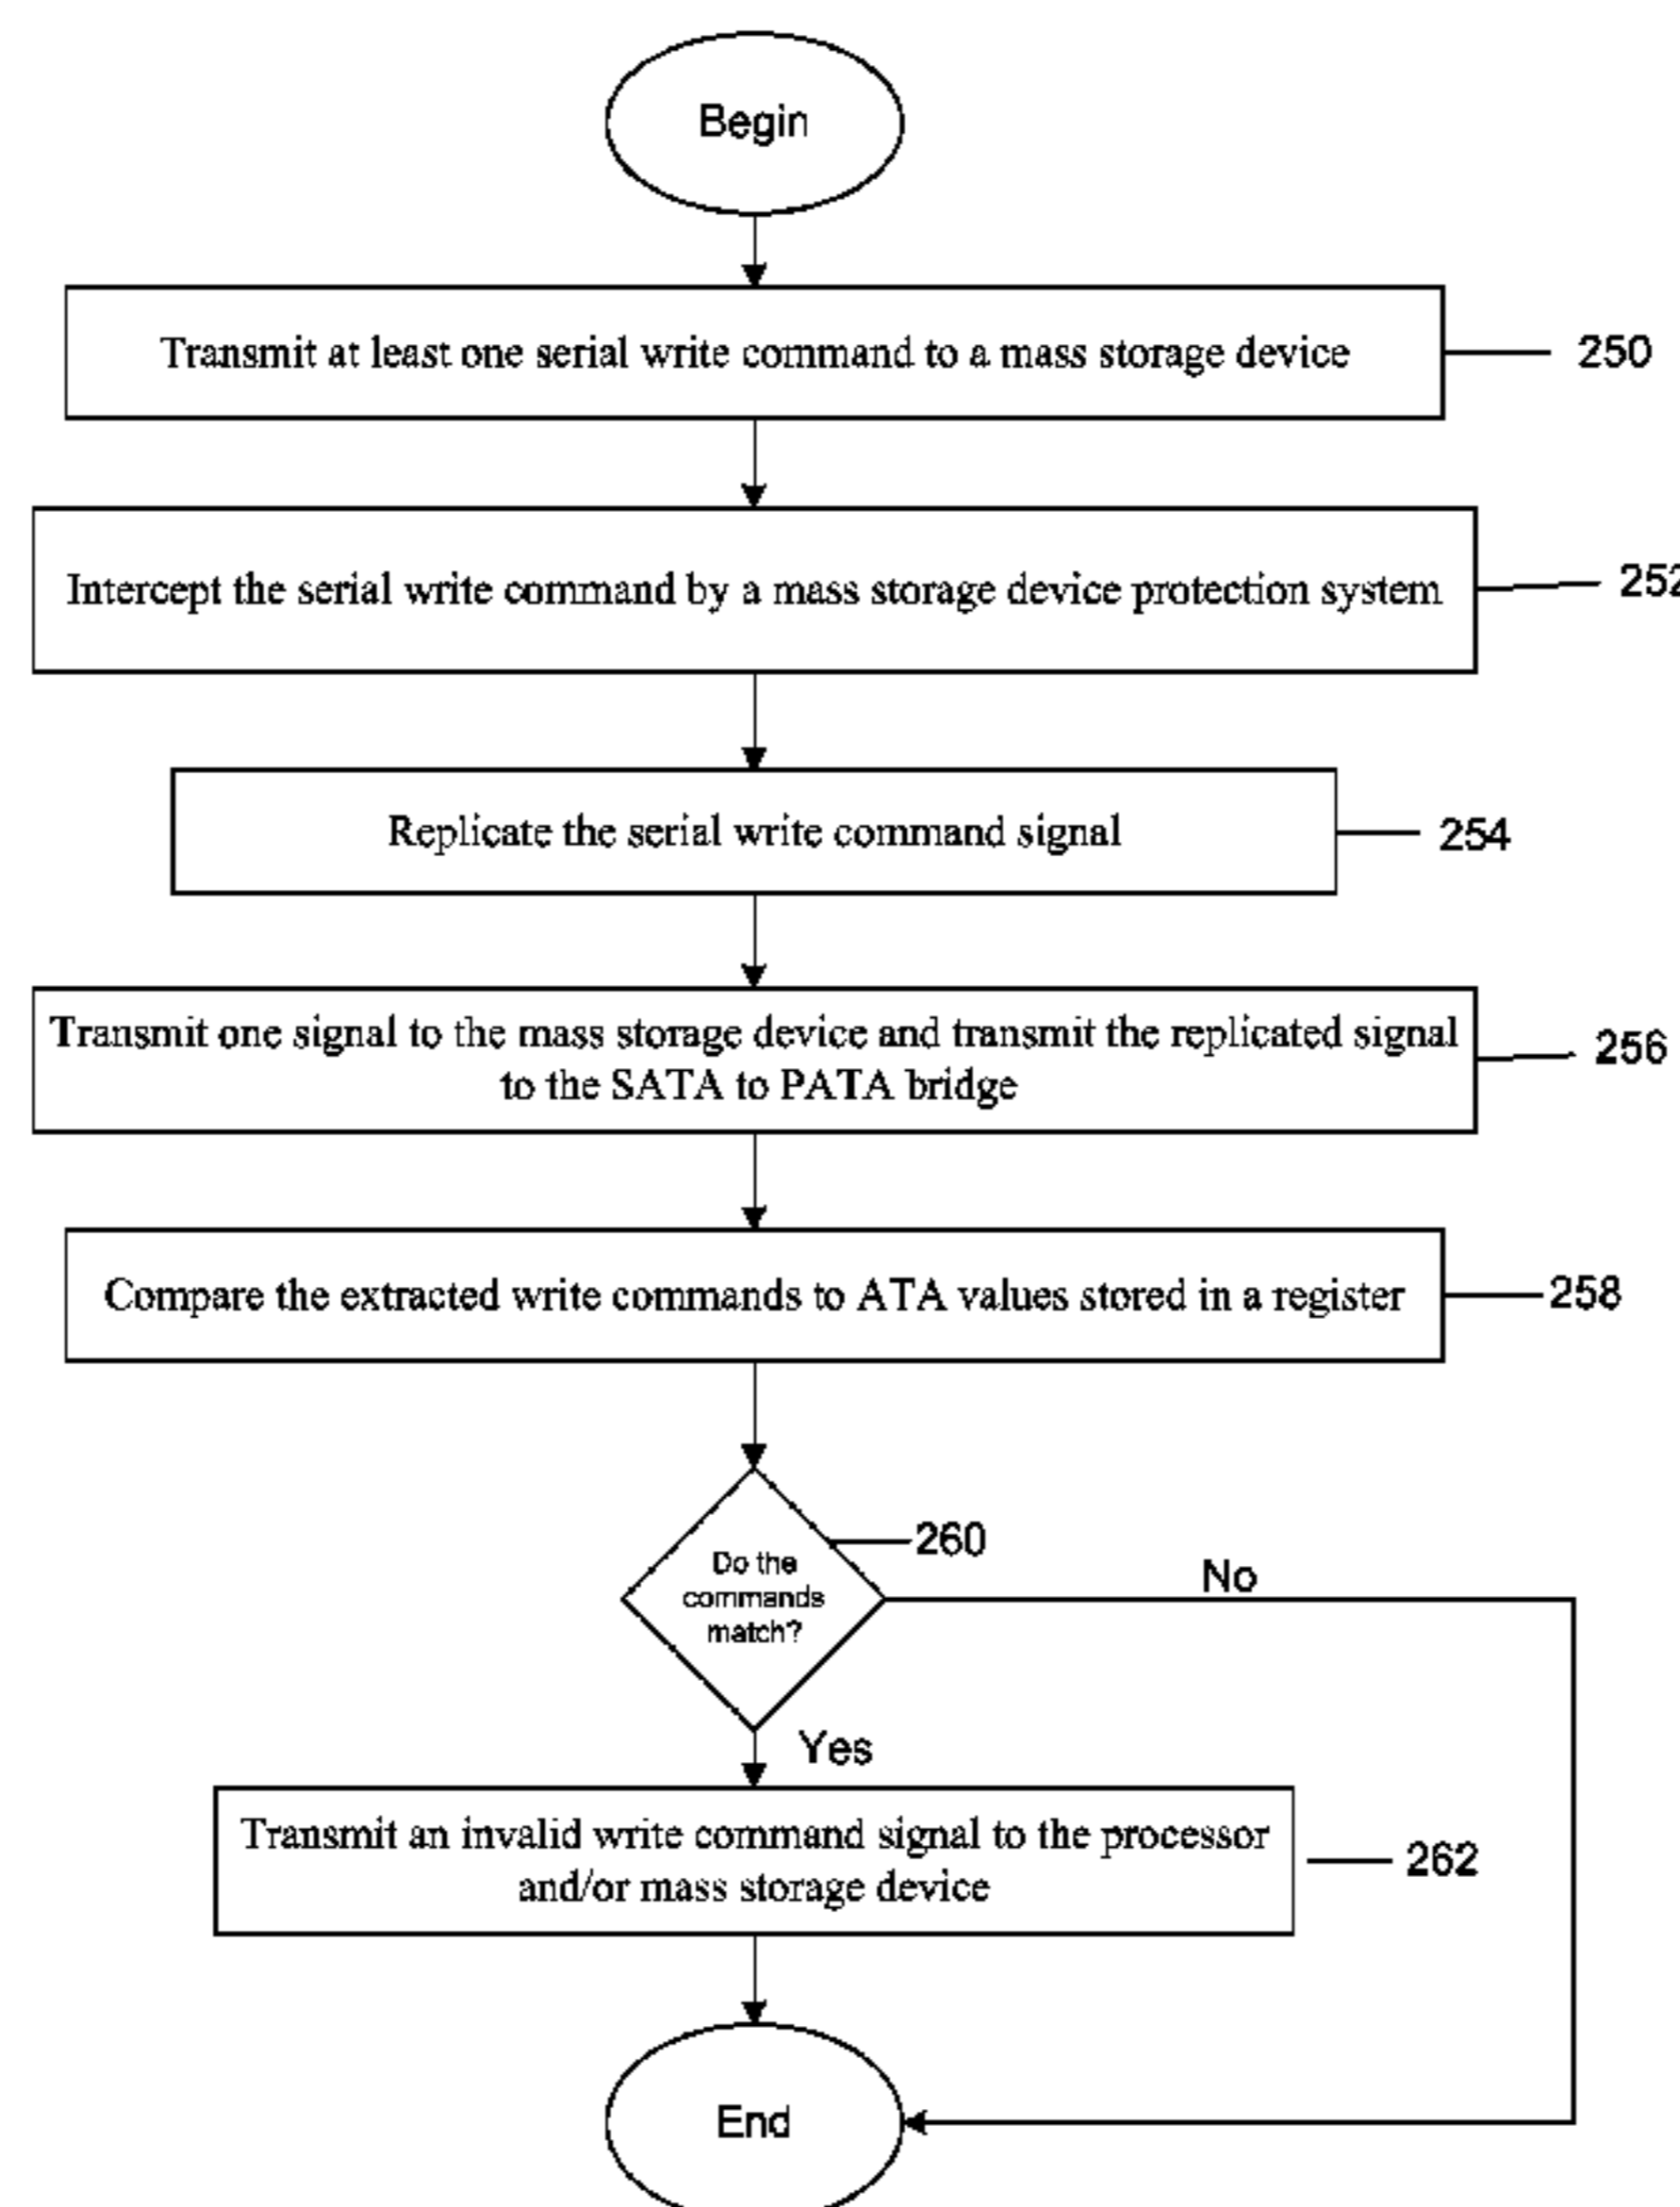 Begin
Transmit at least one serial write command to a mass storage device
250
Intercept the serial write command by a mass storage device protection system
252
Replicate the serial write command signal
254
Transmit one signal to the mass storage device and transmit the replicated signal
to the SATA to PATA bridge
256
Compare the extracted write commands to ATA values stored in a register
258
Do the
commands
match?
260
No
Yes
Transmit an invalid write command signal to the processor
and/or mass storage device
262
End